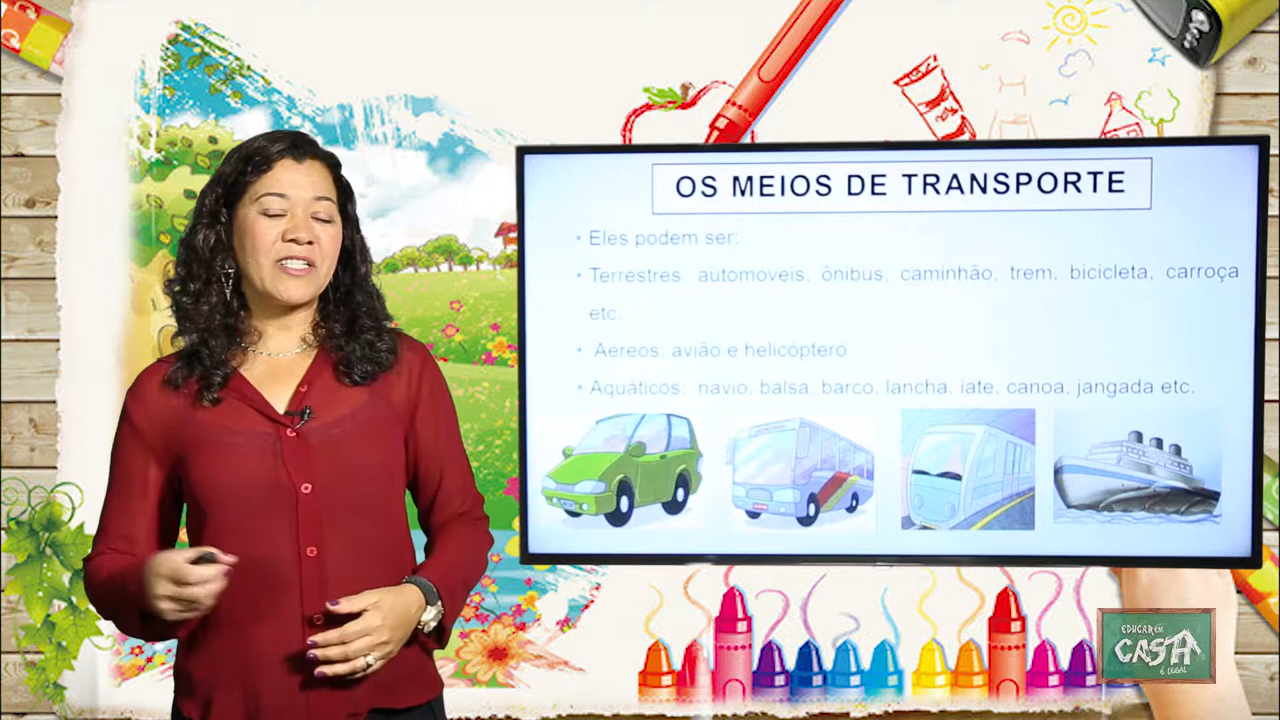 OS MEIOS DE TRANSPORTE
• Eles podem ser:
• Terrestres automoveis, ônibus, caminhão, trem, bicicleta, carroça
etc.
• Aereos: avião e helicoptero
• Aquáticos: navio, balsa, barco, lancha, iate, canoa, jangada etc.
EDUCAR EM
CASA
É LEGAL